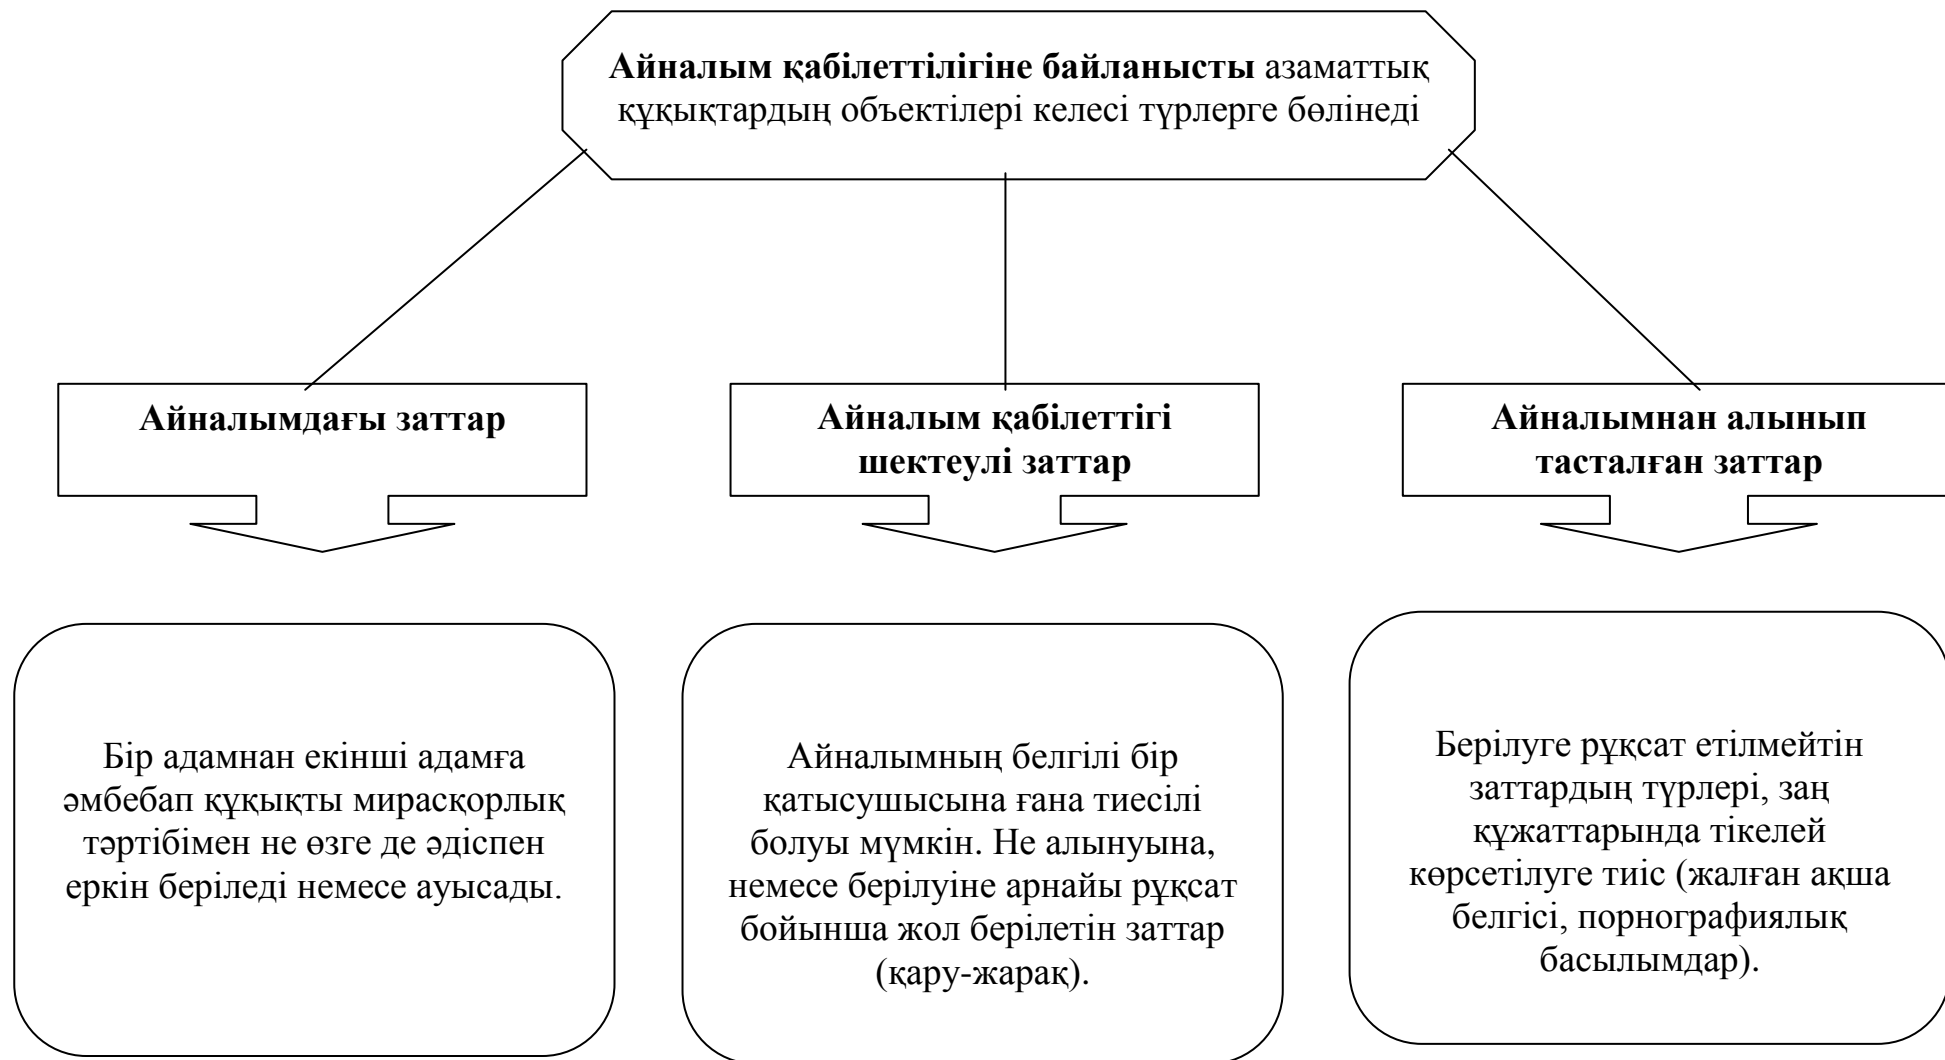 Айналым қабілеттілігіне байланысты азаматтық
құқықтардың объектілері келесі түрлерге бөлінеді
Айналымдағы заттар
Айналым қабілеттігі
шектеулі заттар
Айналымнан алынып
тасталған заттар
Бір адамнан екінші адамға
әмбебап құқықты мирасқорлық
тәртібімен не өзге де әдіспен
еркін беріледі немесе ауысады.
Айналымның белгілі бір
қатысушысына ғана тиесілі
болуы мүмкін. Не алынуына,
немесе берілуіне арнайы рұқсат
бойынша жол берілетін заттар
(қару-жарақ).
Берілуге рұқсат етілмейтін
заттардың түрлері, заң
құжаттарында тікелей
көрсетілуге тиіс (жалған ақша
белгісі, порнографиялық
басылымдар).